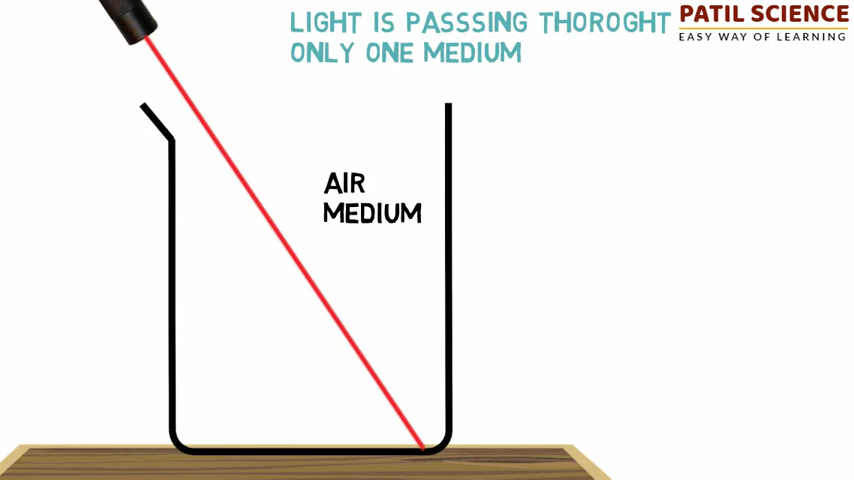 LIGHT IS PASSSING THOROGHT
ONLY ONE MEDIUM
PATIL SCIENCE
EASY WAY OF LEARNING
AIR
MEDIUM